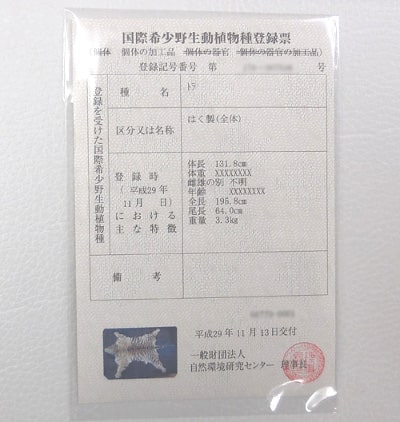 国際希少野生動植物種登録票
(個体 個体の加工品 個体の器官 個体の器官の加工品)
登録記号番号 第 号
登録を受けた国際希少野生動植物種
種 名 トラ
区分又は名称 はく製(全体)
登録時
(平成29年
11月 日)
における
主な特徴
体長 131.8cm
体重 XXXXXXXX
雌雄の別 不明
年齢 XXXXXXXX
全長 195.8cm
尾長 64.0cm
重量 3.3kg
備 考
平成29年11月13日交付
一般財団法人
自然環境研究センター 理事長